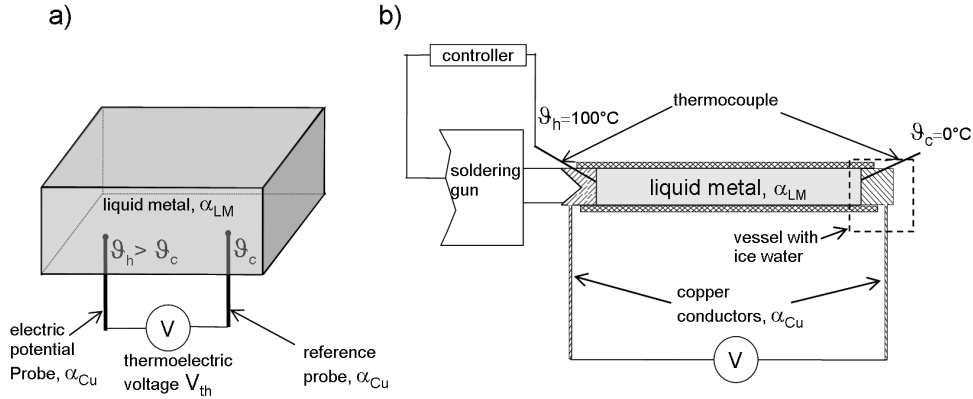 a)
liquid metal, αLM
ϑh> ϑc
ϑc
V
electric
potential
Probe, αCu
thermoelectric
voltage Vth
reference
probe, αCu
b)
controller
ϑh=100°C
thermocouple
ϑc=0°C
soldering
gun
liquid metal, αLM
vessel with
ice water
copper
conductors, αCu
V